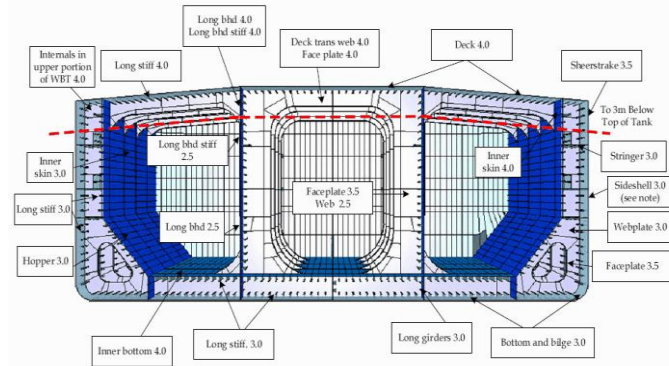 Long bhd 4.0
Long bhd stiff 4.0
Internals in
upper portion
of WBT 4.0
Long stiff 4.0
Deck trans web 4.0
Face plate 4.0
Deck 4.0
Sheerstrake 3.5
To 3m Below
Top of Tank
Long bhd stiff
2.5
Inner
skin 4.0
Stringer 3.0
Inner
skin 3.0
Faceplate 3.5
Web 2.5
Sideshell 3.0
(see note)
Long stiff 3.0
Long bhd 2.5
Webplate 3.0
Hopper 3.0
Faceplate 3.5
Inner bottom 4.0
Long stiff. 3.0
Long girders 3.0
Bottom and bilge 3.0